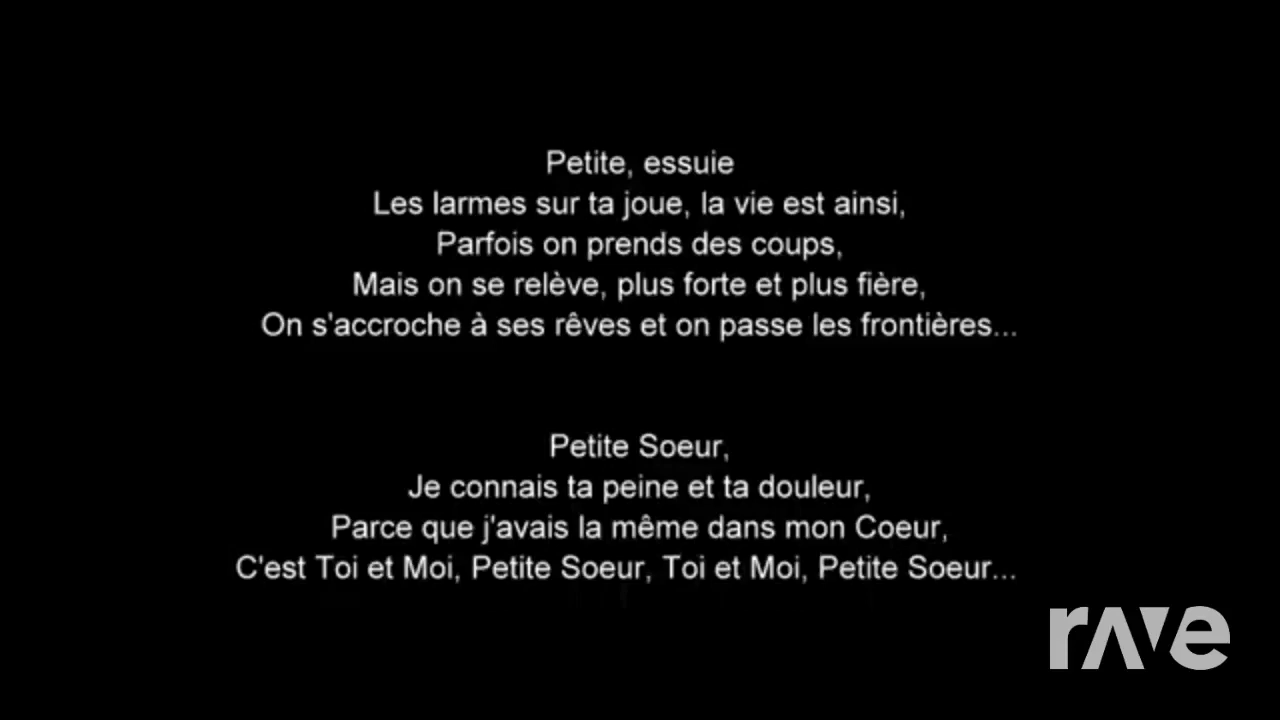 Petite, essuie
Les larmes sur ta joue, la vie est ainsi,
Parfois on prends des coups,
Mais on se relève, plus forte et plus fière,
On s'accroche à ses rêves et on passe les frontières...
Petite Soeur,
Je connais ta peine et ta douleur,
Parce que j'avais la même dans mon Coeur,
C'est Toi et Moi, Petite Soeur, Toi et Moi, Petite Soeur...
rave